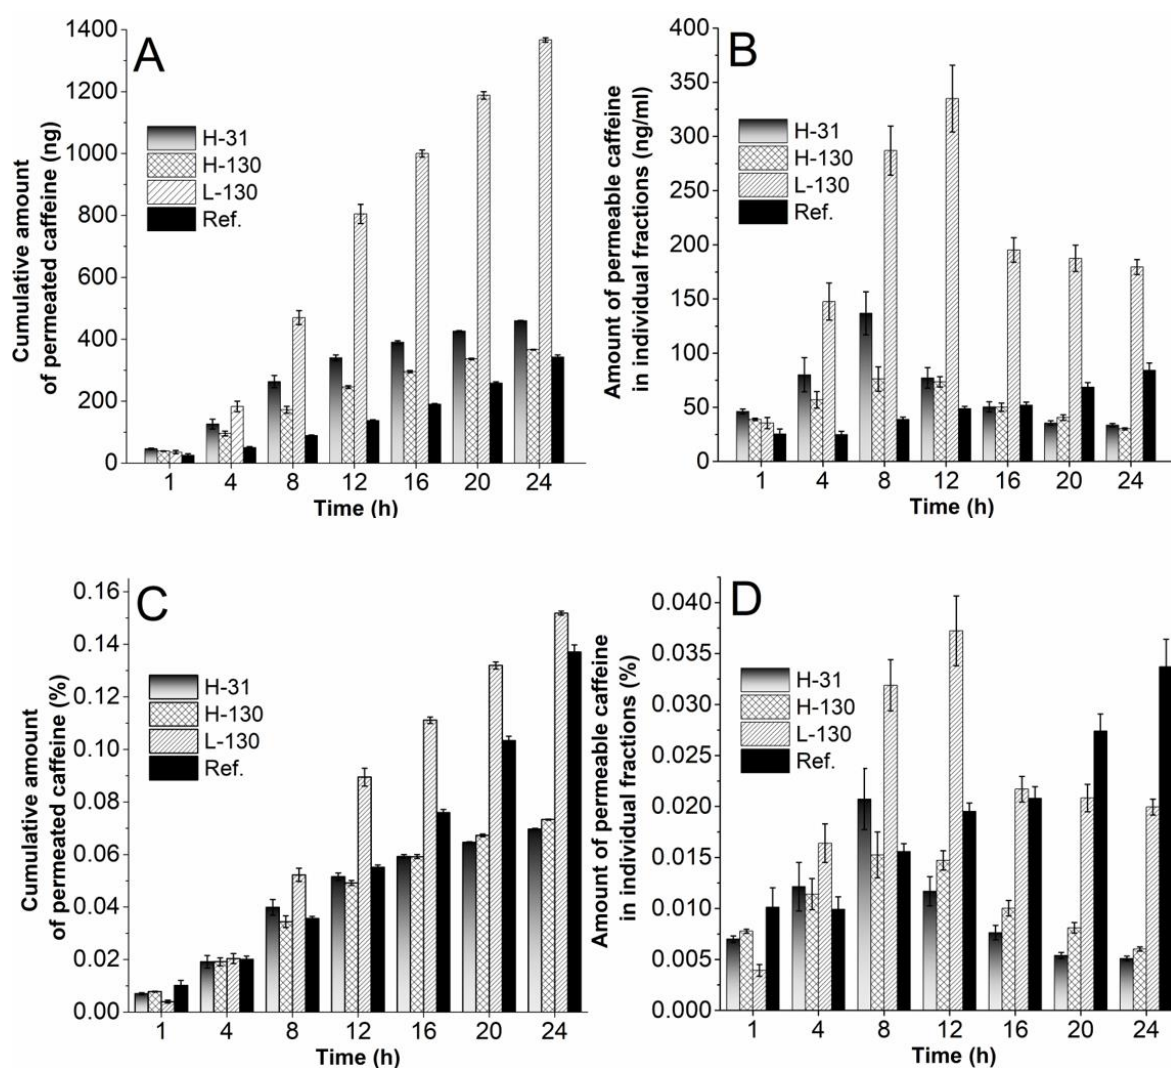 A
Cumulative amount
of permeated caffeine (ng)
1400
1200
1000
800
600
400
200
0
H-31
H-130
L-130
Ref.
1 4 8 12 16 20 24
Time (h)
B
Amount of permeable caffeine
in individual fractions (ng/ml)
400
350
300
250
200
150
100
50
0
H-31
H-130
L-130
Ref.
1 4 8 12 16 20 24
Time (h)
C
Cumulative amount
of permeated caffeine (%)
0.16
0.14
0.12
0.10
0.08
0.06
0.04
0.02
0.00
H-31
H-130
L-130
Ref.
1 4 8 12 16 20 24
Time (h)
D
Amount of permeable caffeine
in individual fractions (%)
0.040
0.035
0.030
0.025
0.020
0.015
0.010
0.005
0.000
H-31
H-130
L-130
Ref.
1 4 8 12 16 20 24
Time (h)